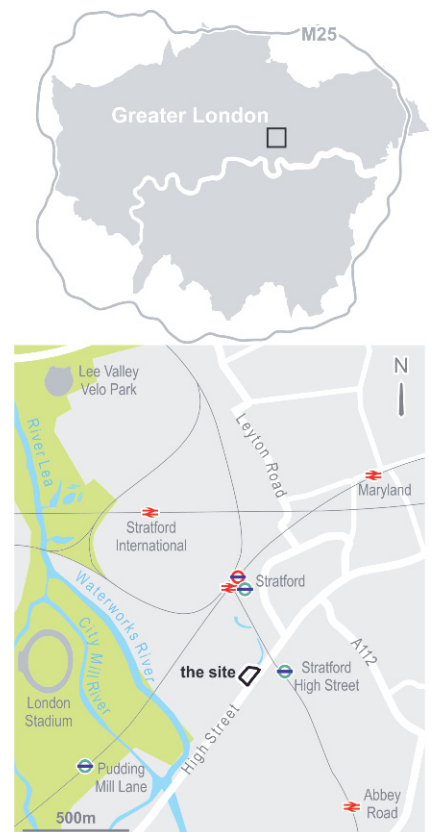 M25
Greater London
Lee Valley
Velo Park
N
River Lea
Leyton Road
Maryland
Stratford
International
Stratford
Waterworks River
City Mill River
A112
the site
Stratford
High Street
London
Stadium
High Street
Pudding
Mill Lane
Abbey
Road
500m